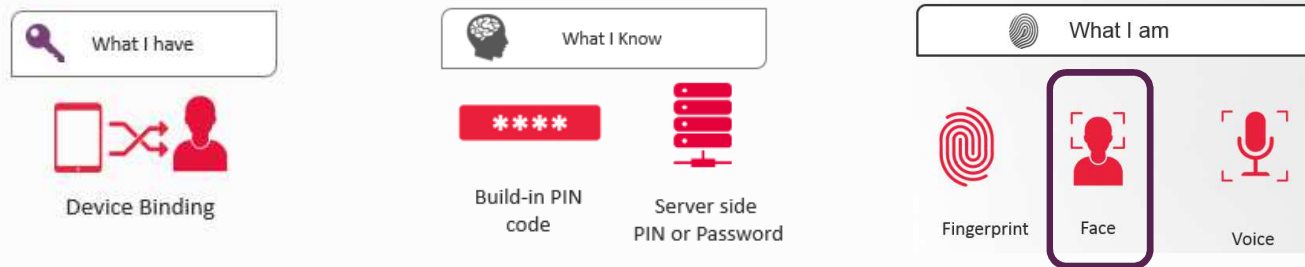 What I have
Device Binding
What I Know
****
Build-in PIN
code
Server side
PIN or Password
What I am
Fingerprint
Face
Voice